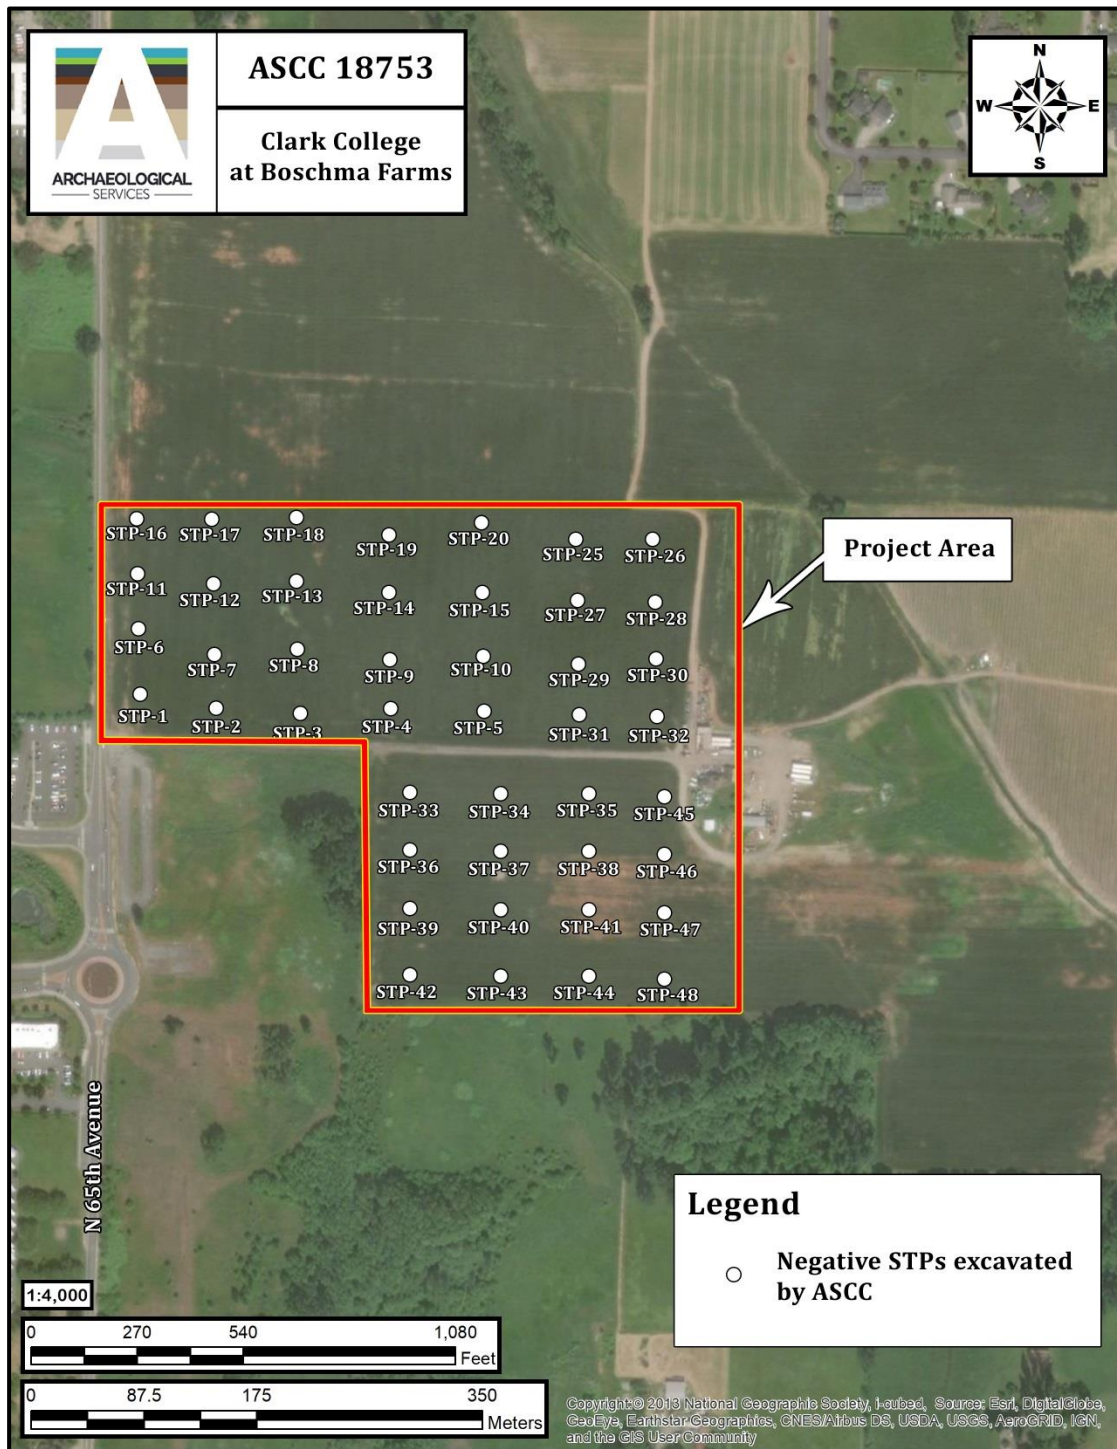 ASCC 18753
Clark College
at Boschma Farms
ARCHAEOLOGICAL
SERVICES
N
W E
S
STP-16 STP-17 STP-18 STP-19 STP-20 STP-25 STP-26
Project Area
STP-11 STP-12 STP-13 STP-14 STP-15 STP-27 STP-28
STP-6 STP-7 STP-8 STP-9 STP-10 STP-29 STP-30
STP-1 STP-2 STP-3 STP-4 STP-5 STP-31 STP-32
STP-33 STP-34 STP-35 STP-45
STP-36 STP-37 STP-38 STP-46
STP-39 STP-40 STP-41 STP-47
STP-42 STP-43 STP-44 STP-48
N 65th Avenue
Legend
Negative STPs excavated
by ASCC
1:4,000
0 270 540 1,080
Feet
0 87.5 175 350
Meters
Copyright:© 2013 National Geographic Society, i-cubed, Source: Esri, DigitalGlobe,
GeoEye, Earthstar Geographics, CNES/Airbus DS, USDA, USGS, AeroGRID, IGN,
and the GIS User Community